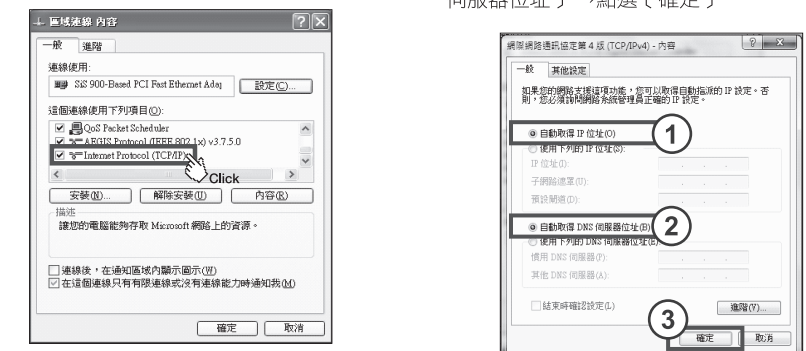 伺服器位址」，點選〔確定〕
區域連線 內容
一般 進階
連線使用:
SiS 900-Based PCI Fast Ethernet Adap
設定(C)...
這個連線使用下列項目(O):
QoS Packet Scheduler
AEGIS Protocol (IEEE 802.1x) v3.7.5.0
Internet Protocol (TCP/IP)
Click
安裝(N)... 解除安裝(U) 內容(R)
描述
讓您的電腦能夠存取 Microsoft 網路上的資源。
連線後，在通知區域內顯示圖示(W)
在這個連線只有有限連線或沒有連線能力時通知我(M)
確定 取消
網際網路通訊協定第 4 版 (TCP/IPv4) - 內容
一般 其他設定
如果您的網路支援這項功能，您可以取得自動指派的 IP 設定。否
則，您必須詢問網路系統管理員正確的 IP 設定。
自動取得 IP 位址(O)
1
使用下列的 IP 位址(S):
IP 位址(I):
子網路遮罩(U):
預設閘道(D):
自動取得 DNS 伺服器位址(B)
2
使用下列的 DNS 伺服器位址(E):
慣用 DNS 伺服器(P):
其他 DNS 伺服器(A):
結束時確認設定(L)
進階(V)...
3
確定 取消